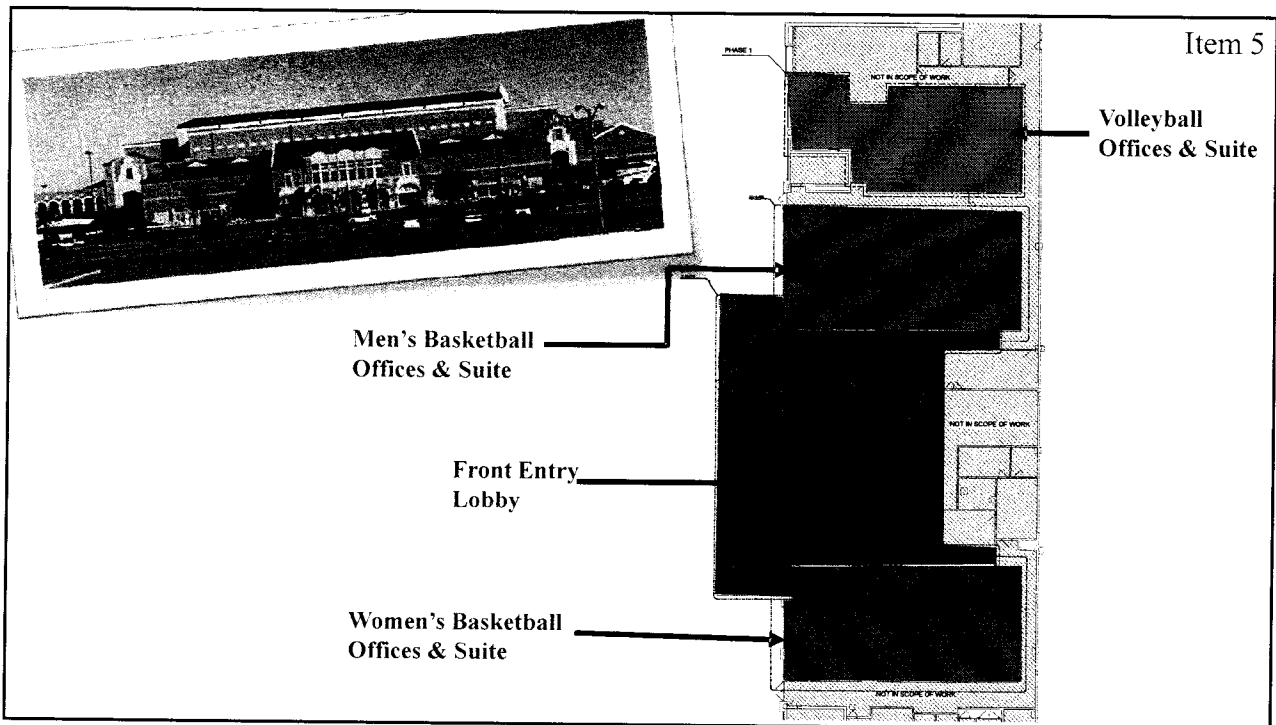 Item 5
PHASE 1
NOT IN SCOPE OF WORK
Volleyball
Offices & Suite
Men's Basketball
Offices & Suite
NOT IN SCOPE OF WORK
Front Entry
Lobby
Women's Basketball
Offices & Suite
NOT IN SCOPE OF WORK